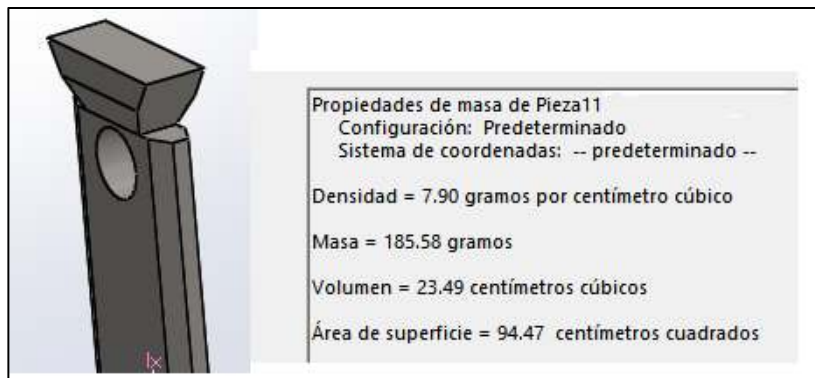 Propiedades de masa de Pieza11
Configuración: Predeterminado
Sistema de coordenadas: -- predeterminado --
Densidad = 7.90 gramos por centímetro cúbico
Masa = 185.58 gramos
Volumen = 23.49 centímetros cúbicos
Área de superficie = 94.47 centímetros cuadrados